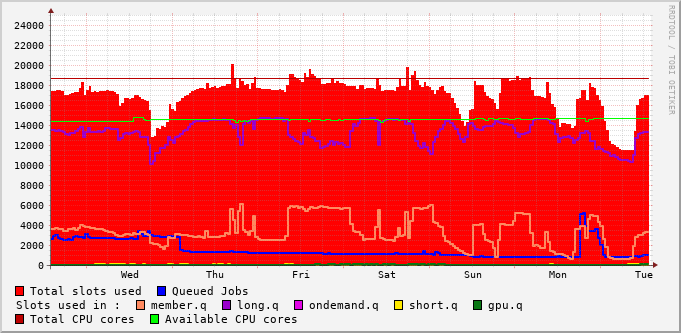 RRDTOOL / TOBI OETIKER
24000
22000
20000
18000
16000
14000
12000
10000
8000
6000
4000
2000
0
Wed Thu Fri Sat Sun Mon Tue
Total slots used Queued Jobs
Slots used in : member.q long.q ondemand.q short.q gpu.q
Total CPU cores Available CPU cores